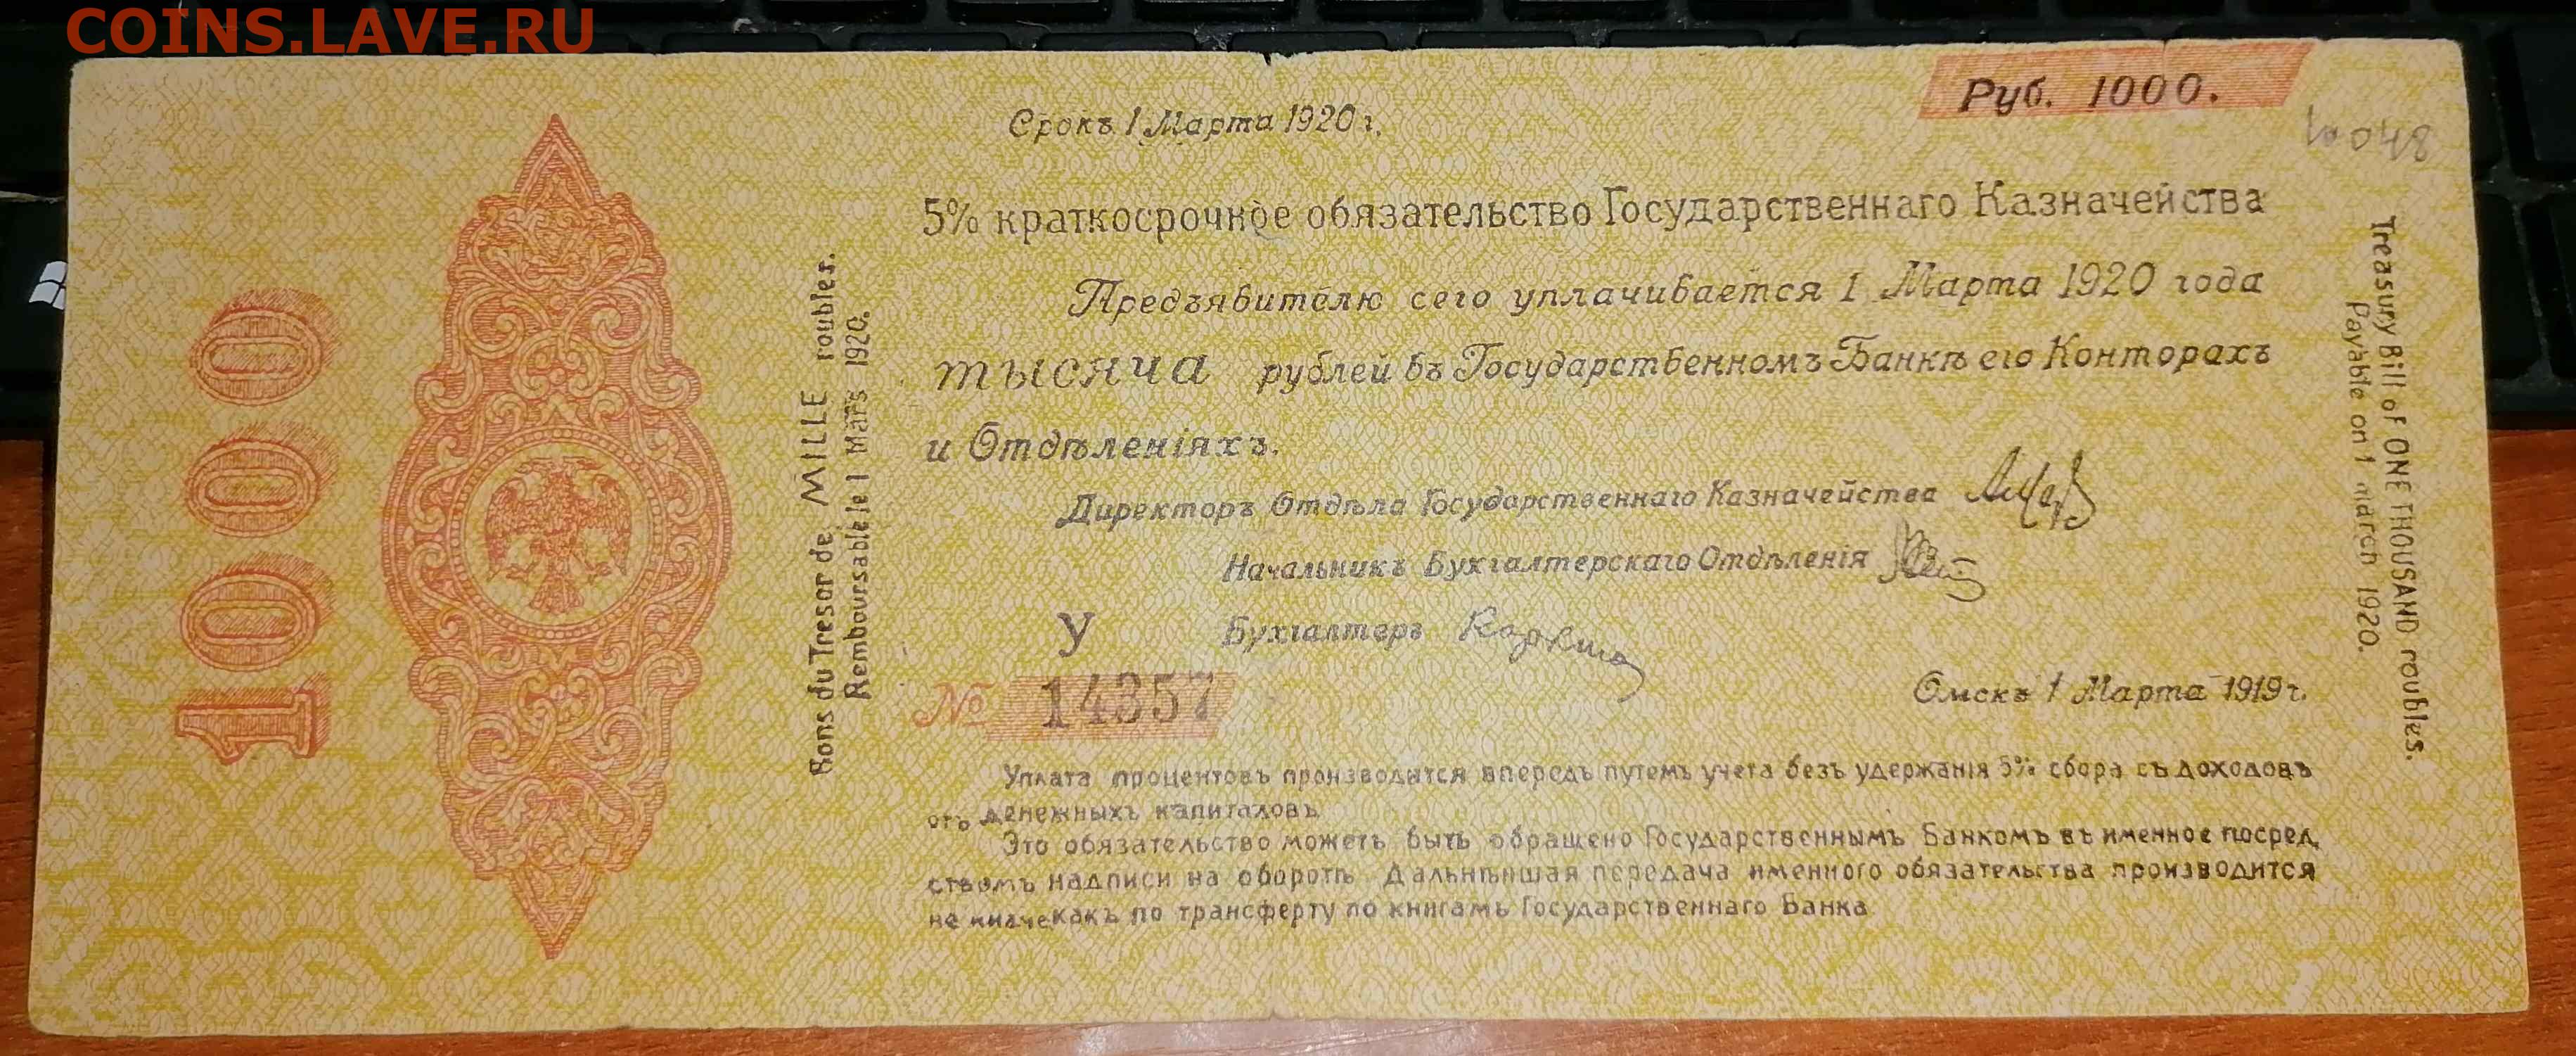 COINS.LAVE.RU
Руб. 1000.
Срокъ 1 Марта 1920 г.
5% краткосрочное обязательство Государственнаго Казначейства
Предъявителю сего уплачивается 1 Марта 1920 года
тысяча рублей въ Государственномъ Банкѣ его Конторахъ
и Отдѣленіяхъ.
Директоръ Отдѣла Государственнаго Казначейства
Начальникъ Бухгалтерскаго Отдѣленія
У Бухгалтеръ
№ 14357
Омскъ 1 Марта 1919 г.
Уплата процентовъ производится впередъ путемъ учета безъ удержанія 5% сбора съ доходовъ
отъ денежныхъ капиталовъ
Это обязательство можетъ быть обращено Государственнымъ Банкомъ въ именное посред
ствомъ надписи на оборотѣ Дальнѣйшая передача именного обязательства производится
не иначе какъ по трансферту по книгамъ Государственнаго Банка
1000
Bons du Tresor de MILLE roubler.
Remboursable le 1 Mars 1920.
Treasury Bill of ONE THOUSAND roubles.
Payable on 1 march 1920.